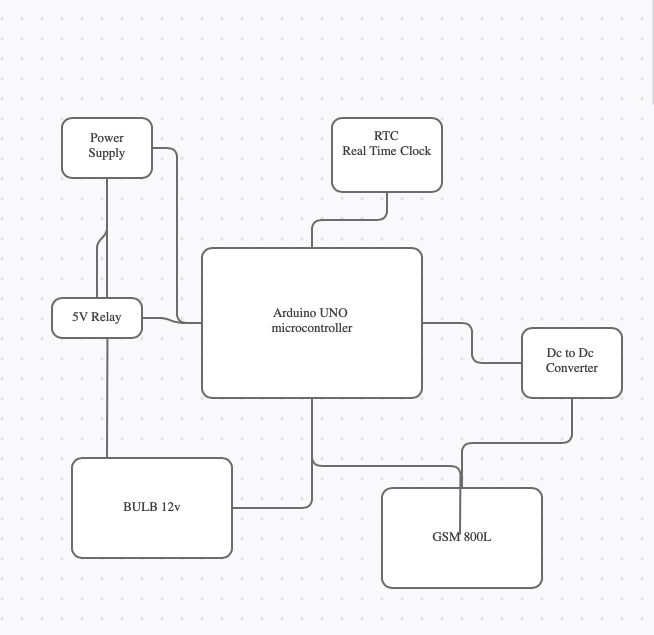 Power
Supply
RTC
Real Time Clock
Arduino UNO
microcontroller
5V Relay
Dc to Dc
Converter
BULB 12v
GSM 800L